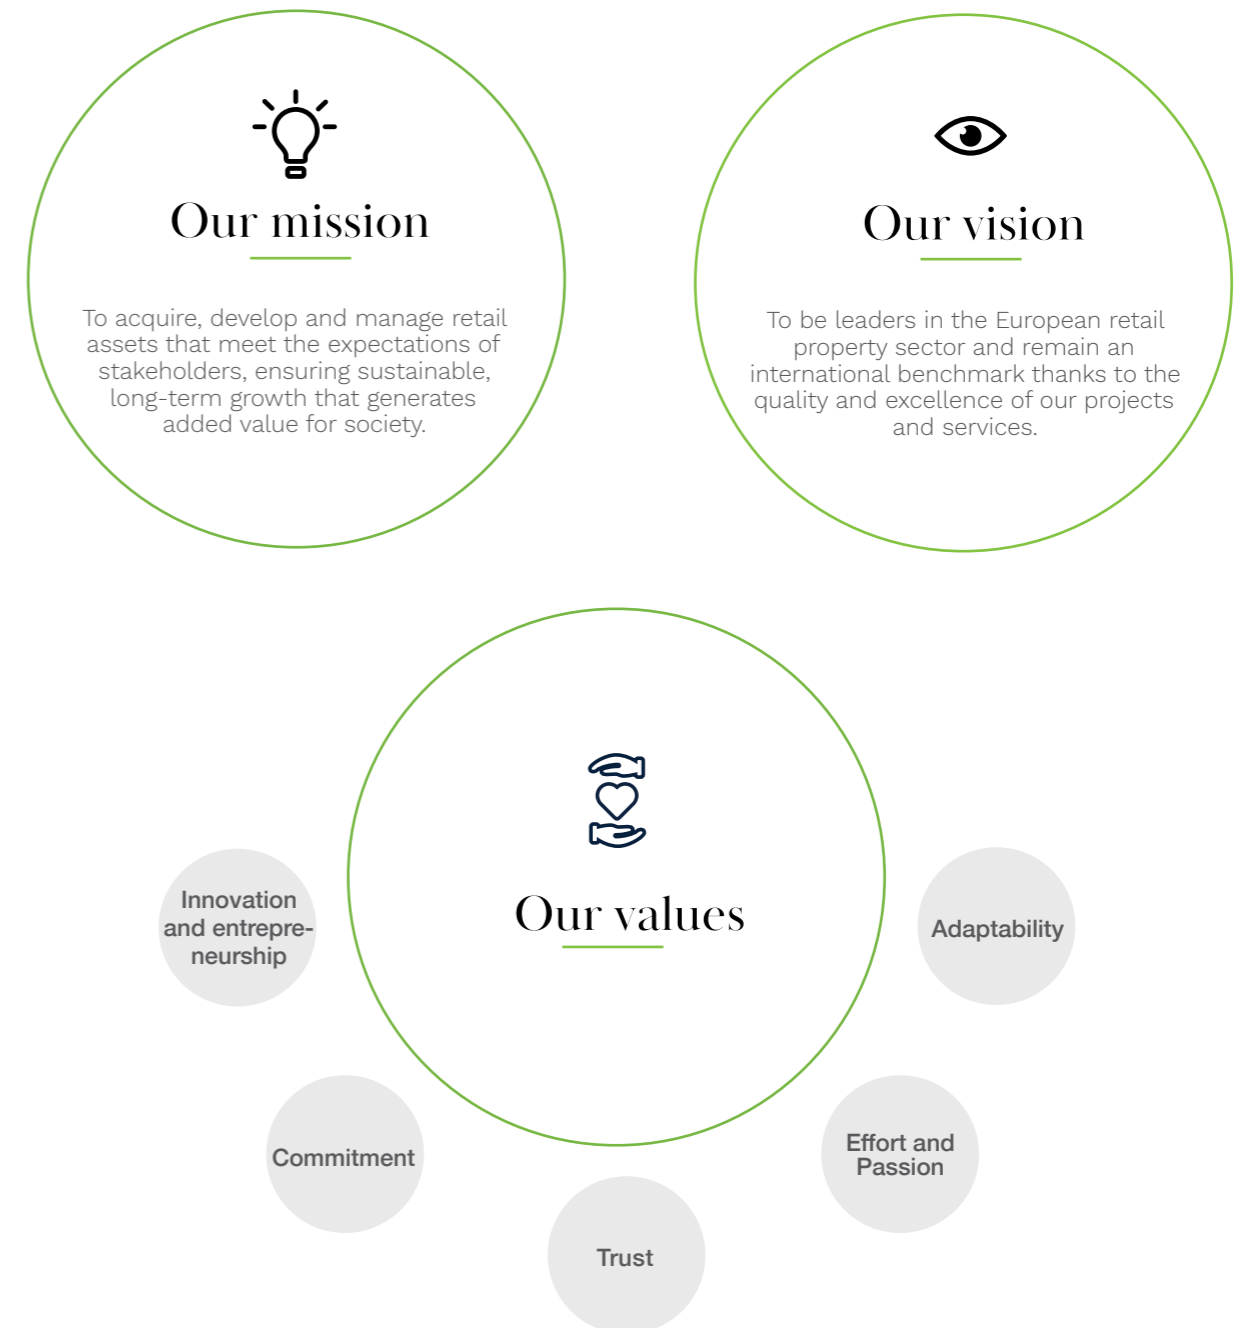 Our mission
To acquire, develop and manage retail
assets that meet the expectations of
stakeholders, ensuring sustainable,
long-term growth that generates
added value for society.
Our vision
To be leaders in the European retail
property sector and remain an
international benchmark thanks to the
quality and excellence of our projects
and services.
Our values
Innovation
and entrepre-
neurship
Commitment
Trust
Effort and
Passion
Adaptability